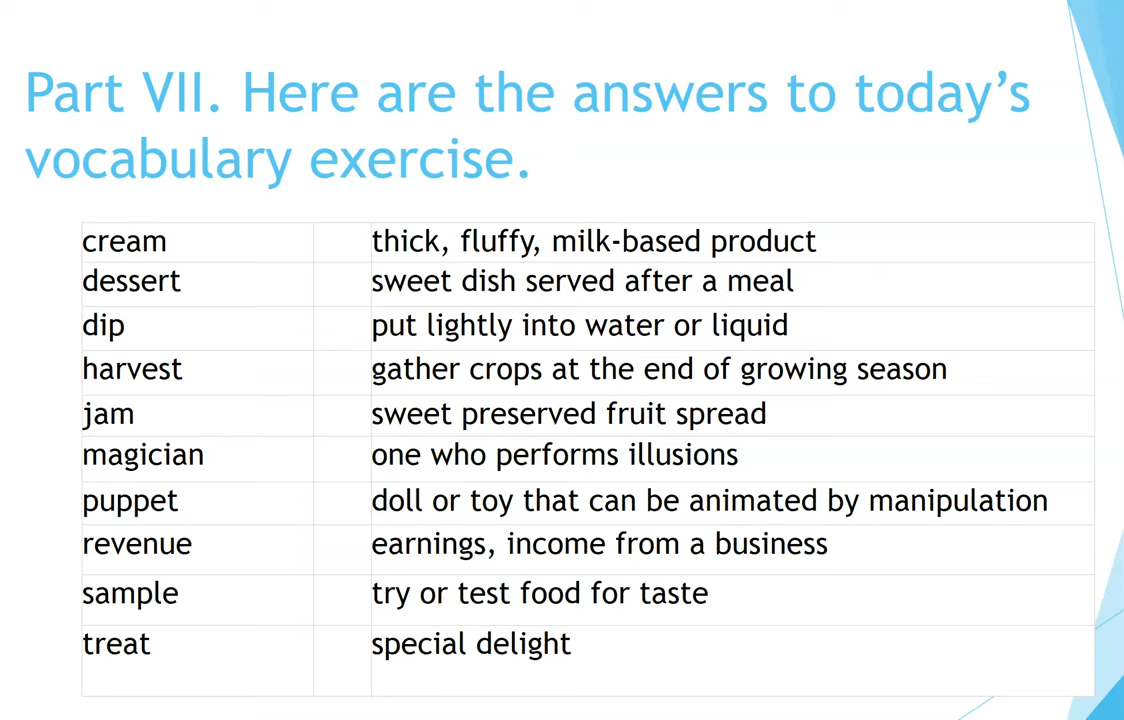 Part VII. Here are the answers to today’s
vocabulary exercise.
cream thick, fluffy, milk-based product
dessert sweet dish served after a meal
dip put lightly into water or liquid
harvest gather crops at the end of growing season
jam sweet preserved fruit spread
magician one who performs illusions
puppet doll or toy that can be animated by manipulation
revenue earnings, income from a business
sample try or test food for taste
treat special delight